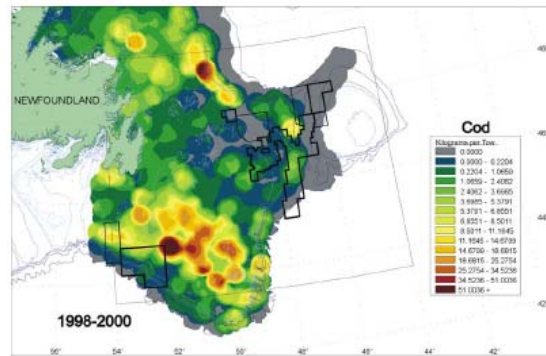 48°
NEWFOUNDLAND
46°
Cod
Kilograms per Tow.
0.0000
0.0000 - 0.2204
0.2204 - 1.0659
1.0659 - 2.4062
2.4062 - 3.6985
3.6985 - 5.3791
5.3791 - 6.8551
6.8551 - 8.5011
8.5011 - 11.1645
11.1645 - 14.6709
14.6709 - 18.6815
18.6815 - 25.2754
25.2754 - 34.5236
34.5236 - 51.0036
51.0036 +
44°
42°
1998-2000
56° 54° 52° 50° 48° 46° 44° 42°